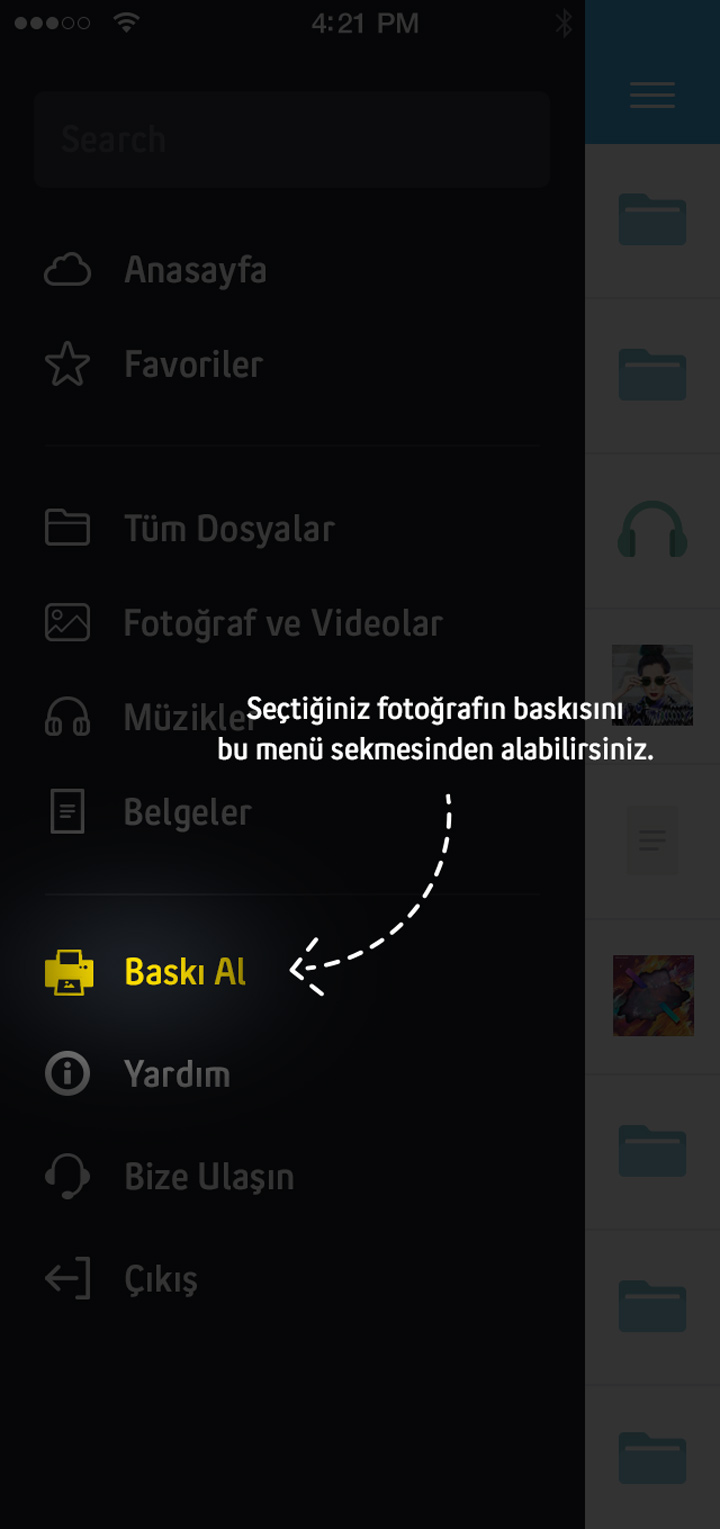 4:21 PM
Search
Anasayfa
Favoriler
Tüm Dosyalar
Fotoğraf ve Videolar
Müzikler
Seçtiğiniz fotoğrafın baskısını
bu menü sekmesinden alabilirsiniz.
Belgeler
Baskı Al
Yardım
Bize Ulaşın
Çıkış